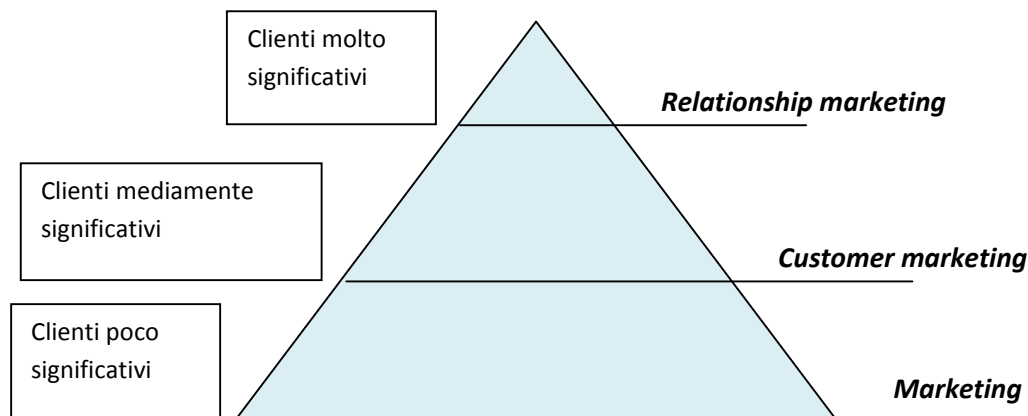 Clienti molto
significativi
Relationship marketing
Clienti mediamente
significativi
Customer marketing
Clienti poco
significativi
Marketing